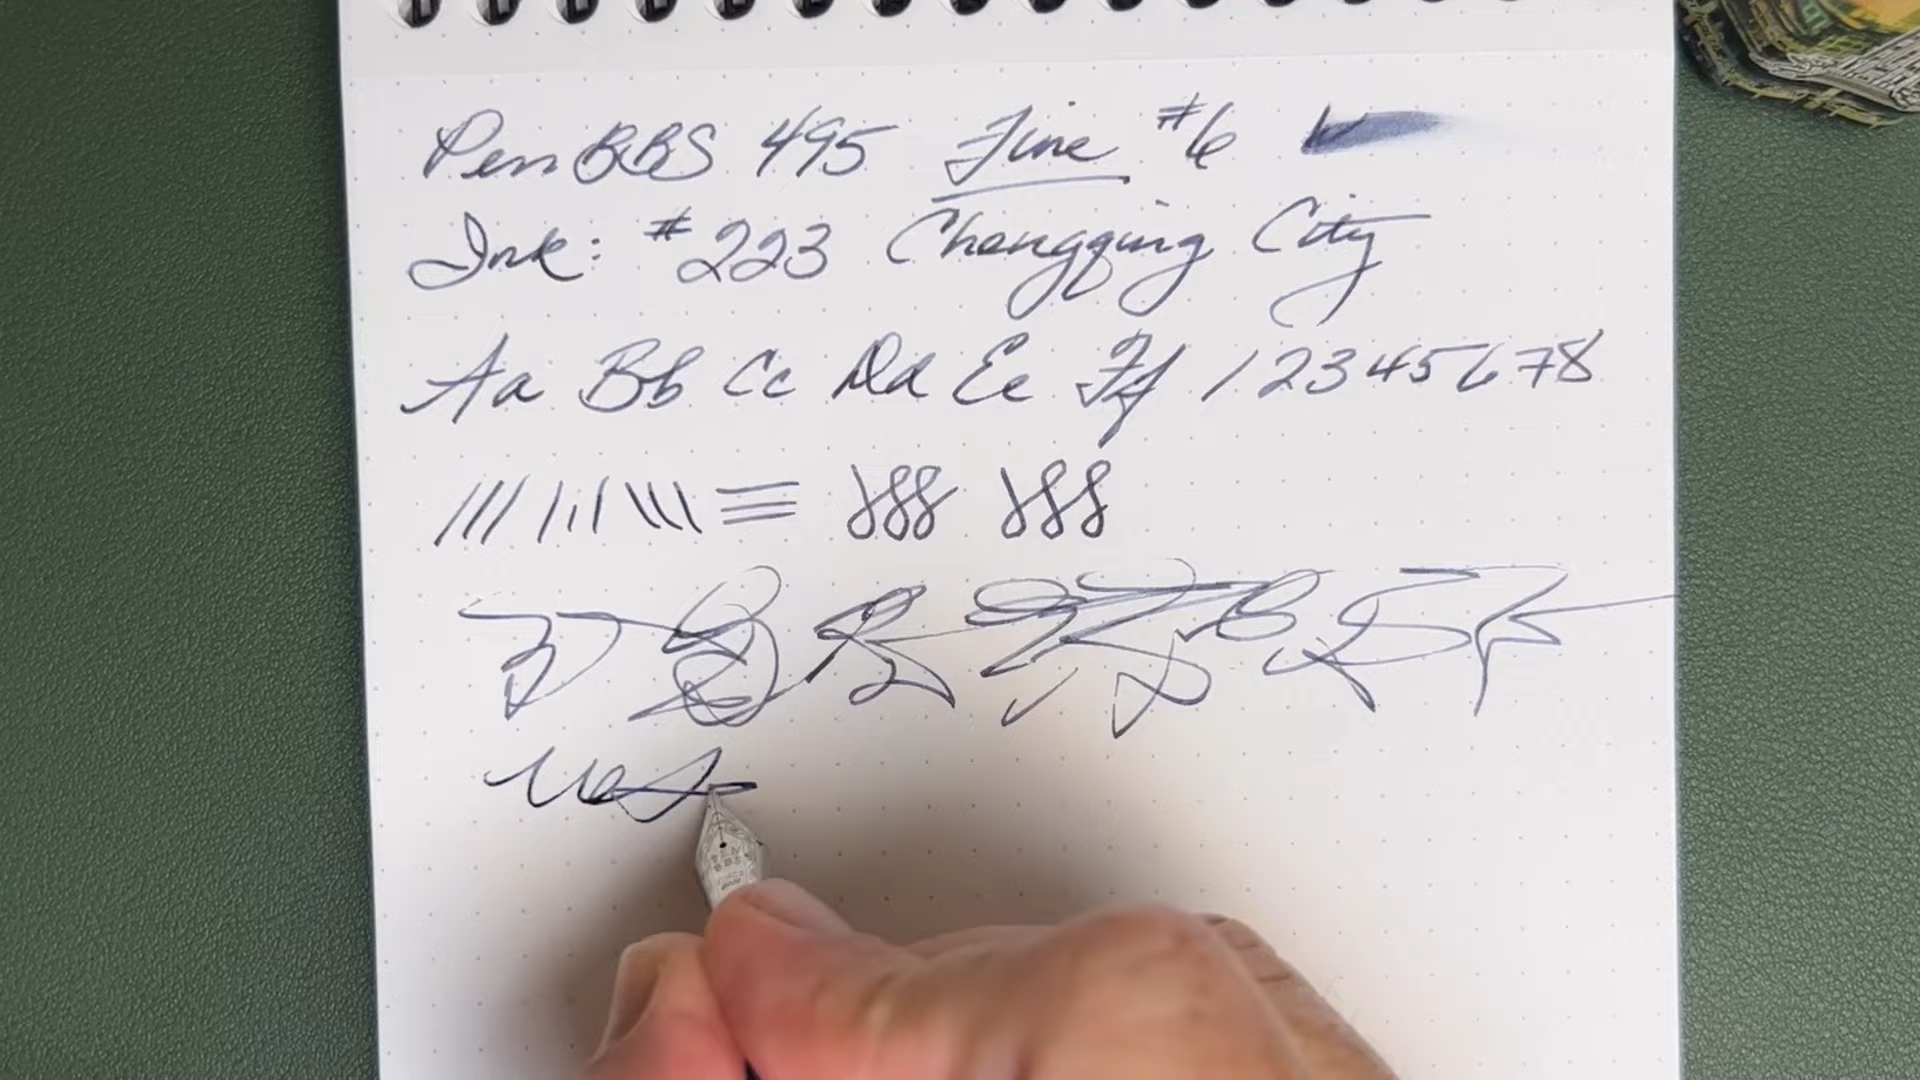 PenBBS 495 Fine #6
Ink: #223 Chongqing City
Aa Bb Cc Dd Ee Ff 12345678